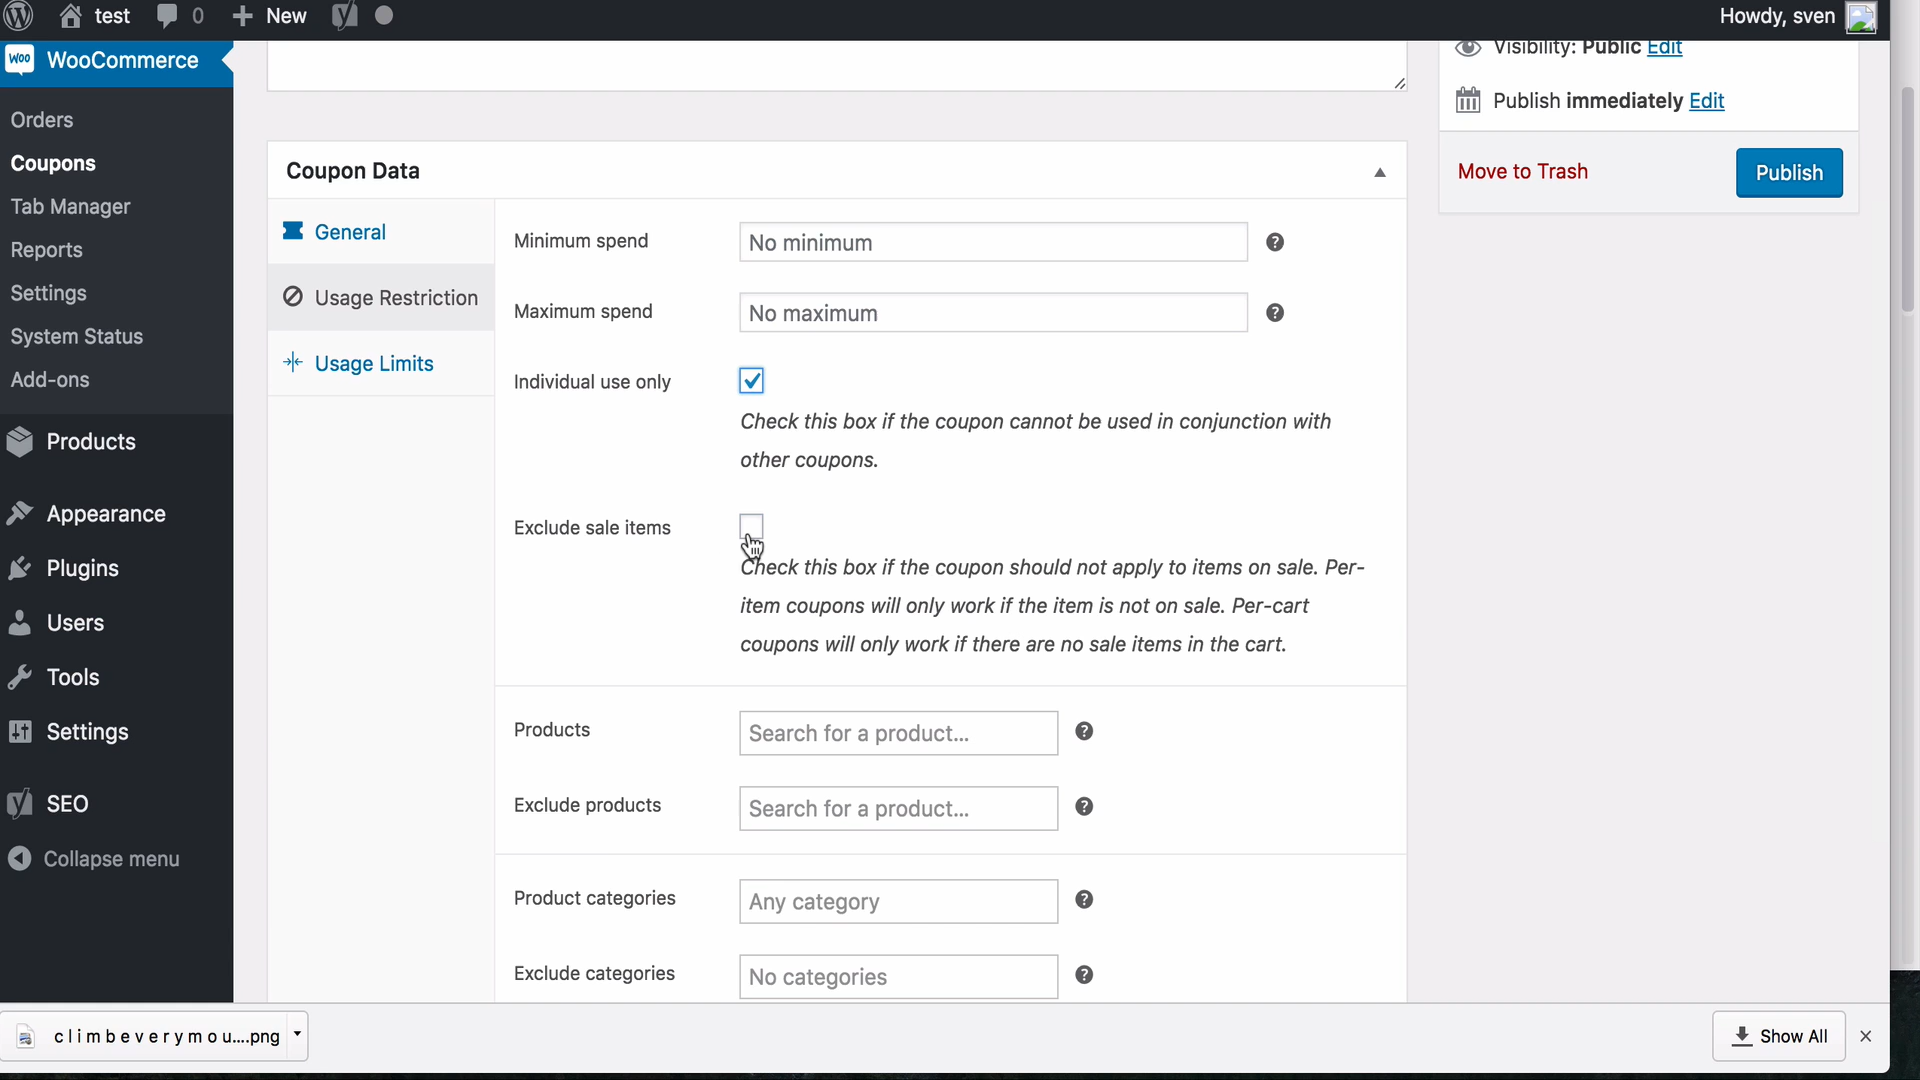 test
0
New
Howdy, sven
WOO
WooCommerce
Orders
Coupons
Tab Manager
Reports
Settings
System Status
Add-ons
Products
Appearance
Plugins
Users
Tools
Settings
SEO
Collapse menu
Visibility: Public Edit
Publish immediately Edit
Move to Trash
Publish
Coupon Data
General
Usage Restriction
Usage Limits
Minimum spend
No minimum
Maximum spend
No maximum
Individual use only
Check this box if the coupon cannot be used in conjunction with
other coupons.
Exclude sale items
Check this box if the coupon should not apply to items on sale. Per-
item coupons will only work if the item is not on sale. Per-cart
coupons will only work if there are no sale items in the cart.
Products
Search for a product...
Exclude products
Search for a product...
Product categories
Any category
Exclude categories
No categories
climbeverymou....png
Show All